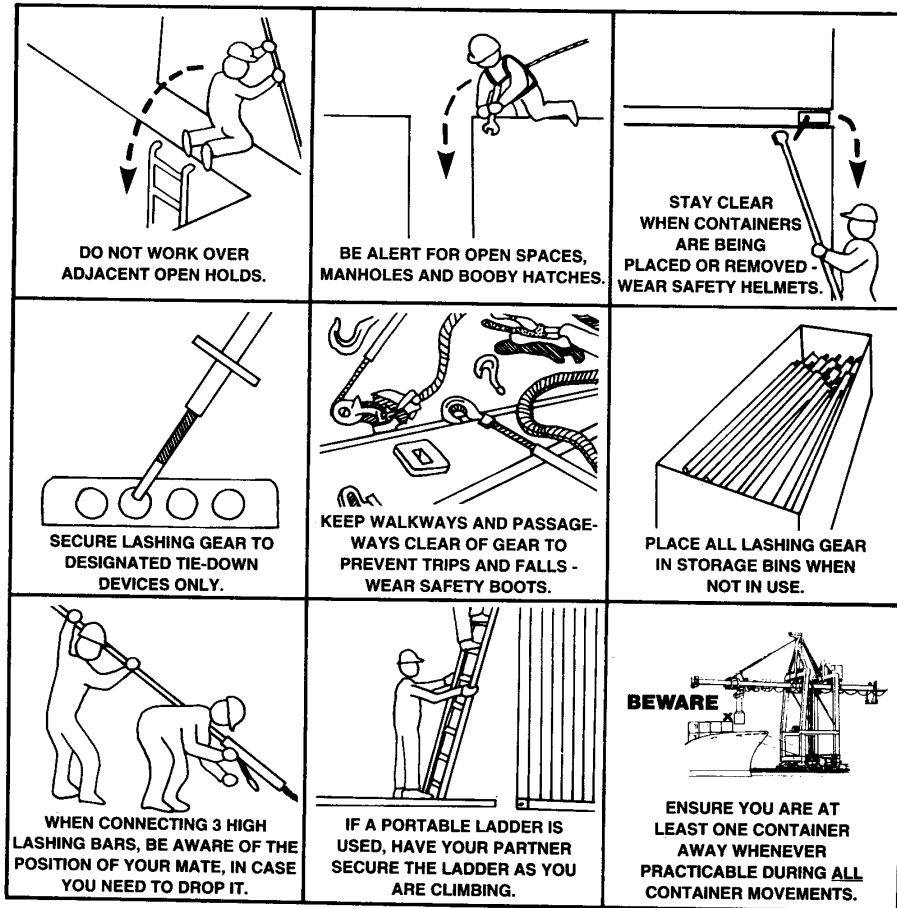 DO NOT WORK OVER
ADJACENT OPEN HOLDS.
BE ALERT FOR OPEN SPACES,
MANHOLES AND BOOBY HATCHES.
STAY CLEAR
WHEN CONTAINERS
ARE BEING
PLACED OR REMOVED -
WEAR SAFETY HELMETS.
SECURE LASHING GEAR TO
DESIGNATED TIE-DOWN
DEVICES ONLY.
KEEP WALKWAYS AND PASSAGE-
WAYS CLEAR OF GEAR TO
PREVENT TRIPS AND FALLS -
WEAR SAFETY BOOTS.
PLACE ALL LASHING GEAR
IN STORAGE BINS WHEN
NOT IN USE.
WHEN CONNECTING 3 HIGH
LASHING BARS, BE AWARE OF THE
POSITION OF YOUR MATE, IN CASE
YOU NEED TO DROP IT.
IF A PORTABLE LADDER IS
USED, HAVE YOUR PARTNER
SECURE THE LADDER AS YOU
ARE CLIMBING.
BEWARE
ENSURE YOU ARE AT
LEAST ONE CONTAINER
AWAY WHENEVER
PRACTICABLE DURING ALL
CONTAINER MOVEMENTS.